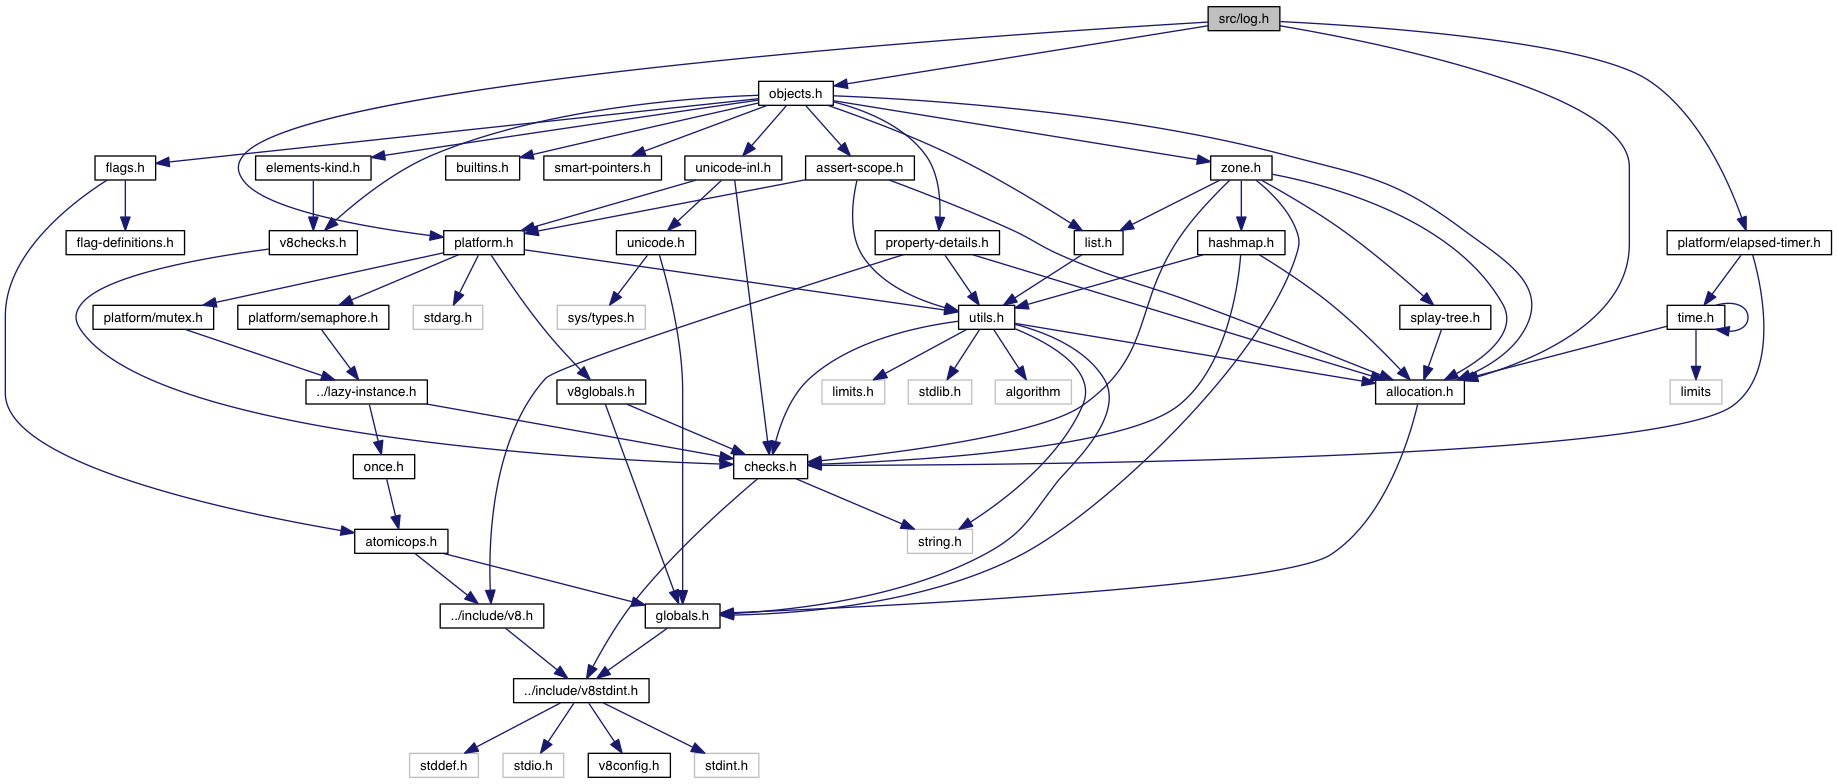 src/log.h
objects.h
flags.h
elements-kind.h
builtins.h
smart-pointers.h
unicode-inl.h
assert-scope.h
zone.h
flag-definitions.h
v8checks.h
platform.h
unicode.h
property-details.h
list.h
hashmap.h
platform/elapsed-timer.h
platform/mutex.h
platform/semaphore.h
stdarg.h
sys/types.h
utils.h
splay-tree.h
time.h
../lazy-instance.h
v8globals.h
limits.h
stdlib.h
algorithm
allocation.h
limits
once.h
checks.h
atomicops.h
string.h
../include/v8.h
globals.h
../include/v8stdint.h
stddef.h
stdio.h
v8config.h
stdint.h